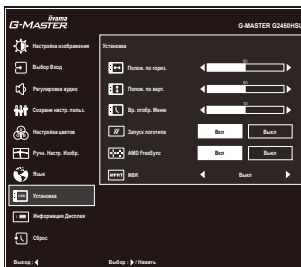 iiyama
G-MASTER
G-MASTER G2450HSU
Настройка изображения
Установка
Выбор Вход
Полож. по гориз.
50
Регулировка аудио
Полож. по верт.
50
Сохрани настр. польз.
Вр. отобр. Меню
10
Настройка цветов
Запуск логотипа
Вкл
Выкл
Ручн. Настр. Изобр.
AMD FreeSync
Вкл
Выкл
Язык
MPRT
MBR
Выкл
OSD
Установка
Информация Дисплея
Сброс
Выход :
Выбор : / Нажать